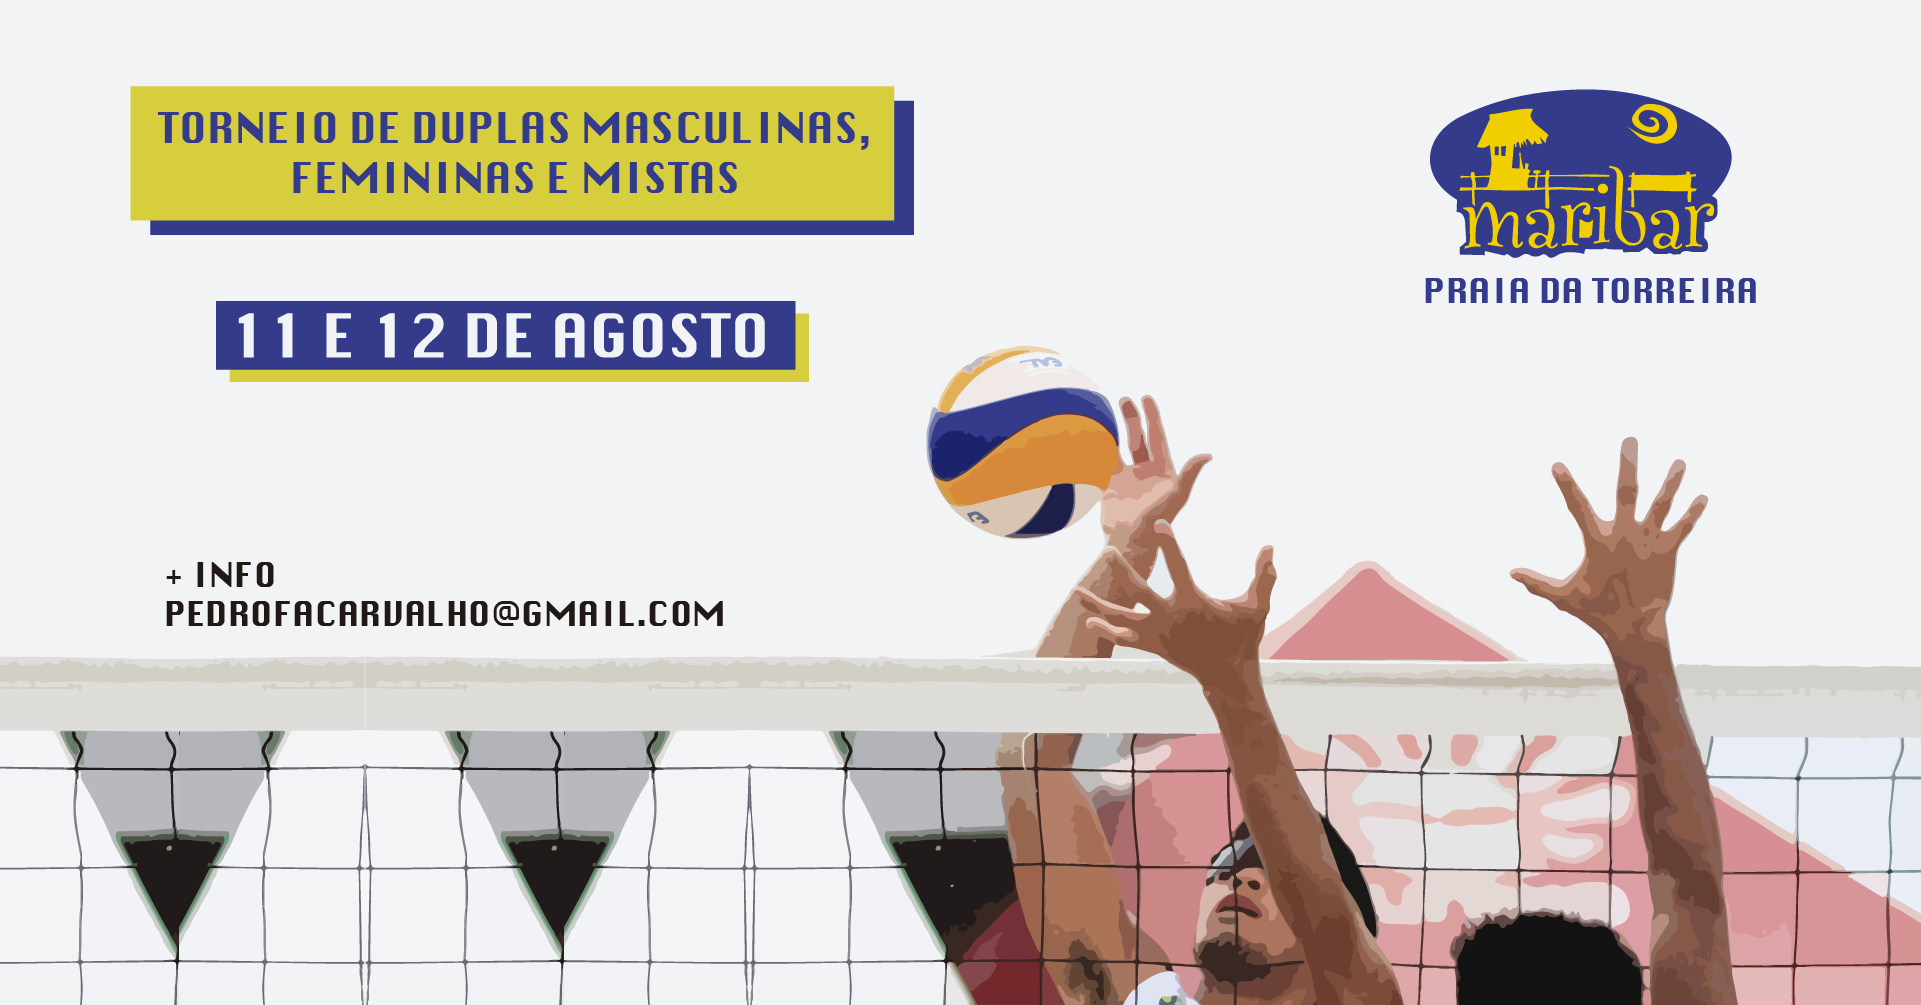 TORNEIO DE DUPLAS MASCULINAS,
FEMININAS E MISTAS
maribar
PRAIA DA TORREIRA
11 E 12 DE AGOSTO
+ INFO
PEDROFACARVALHO@GMAIL.COM